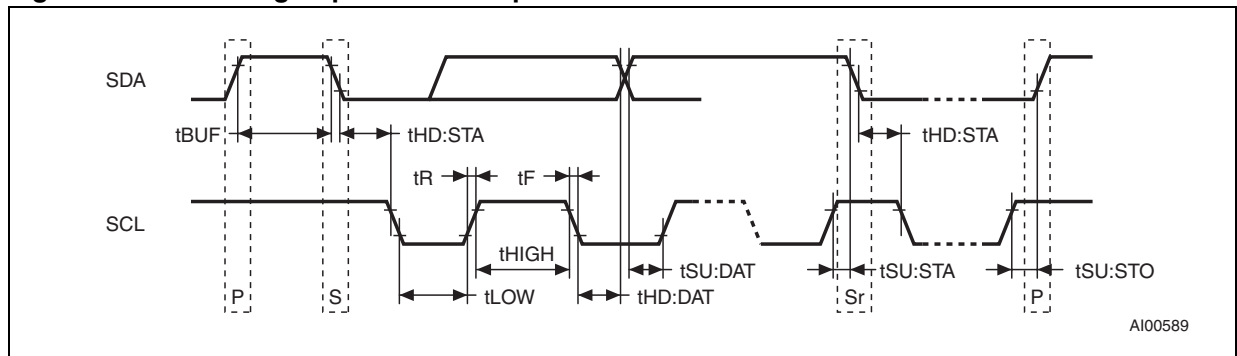 SDA
tBUF
tHD:STA
tHD:STA
tR
tF
SCL
tHIGH
tSU:DAT
tSU:STA
tSU:STO
P
S
tLOW
tHD:DAT
Sr
P
AI00589